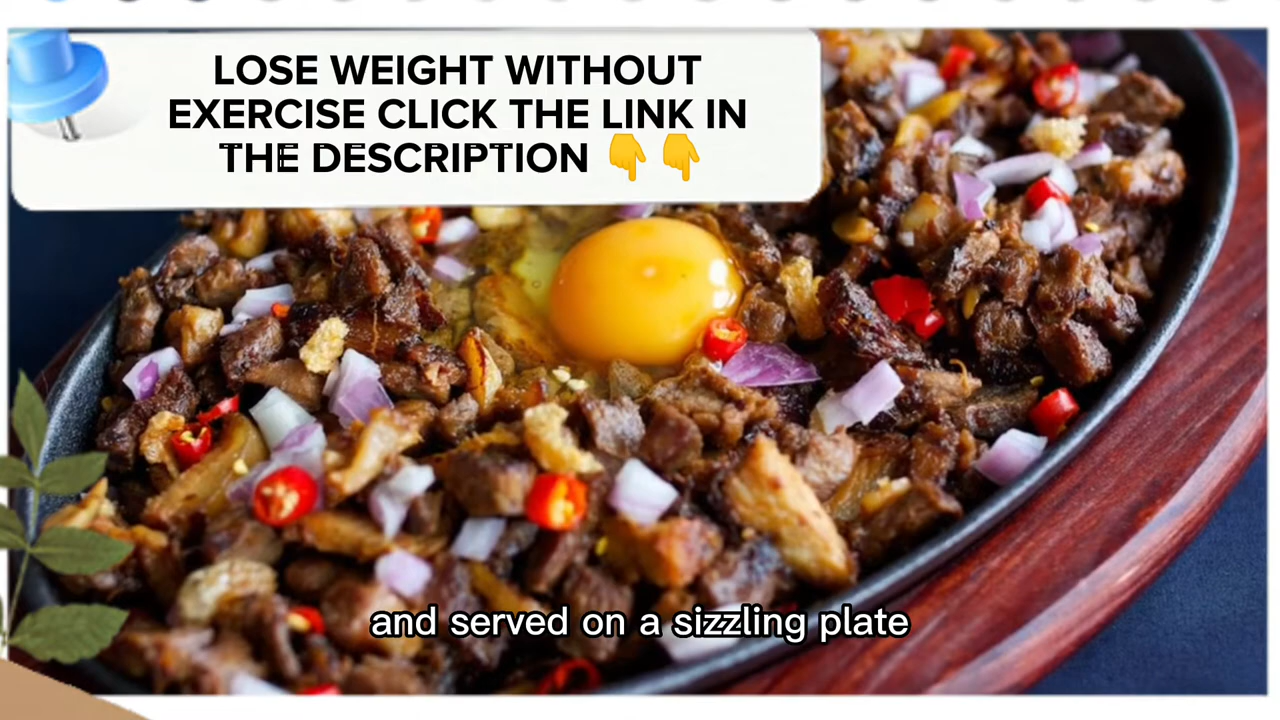 LOSE WEIGHT WITHOUT
EXERCISE CLICK THE LINK IN
THE DESCRIPTION 👇👇
and served on a sizzling plate